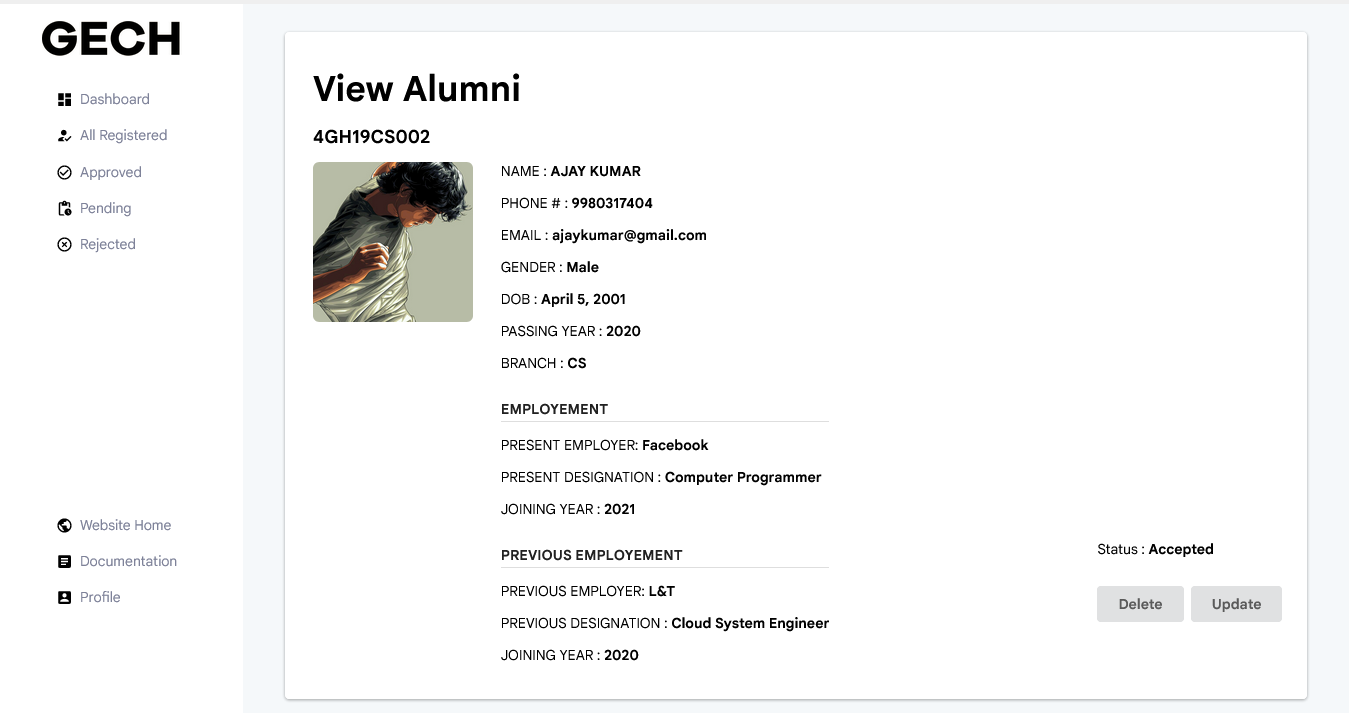 GECH
Dashboard
All Registered
Approved
Pending
Rejected
Website Home
Documentation
Profile
View Alumni
4GH19CS002
NAME : AJAY KUMAR
PHONE # : 9980317404
EMAIL : ajaykumar@gmail.com
GENDER : Male
DOB : April 5, 2001
PASSING YEAR : 2020
BRANCH : CS
EMPLOYEMENT
PRESENT EMPLOYER: Facebook
PRESENT DESIGNATION : Computer Programmer
JOINING YEAR : 2021
PREVIOUS EMPLOYEMENT
PREVIOUS EMPLOYER: L&T
PREVIOUS DESIGNATION : Cloud System Engineer
JOINING YEAR : 2020
Status : Accepted
Delete
Update